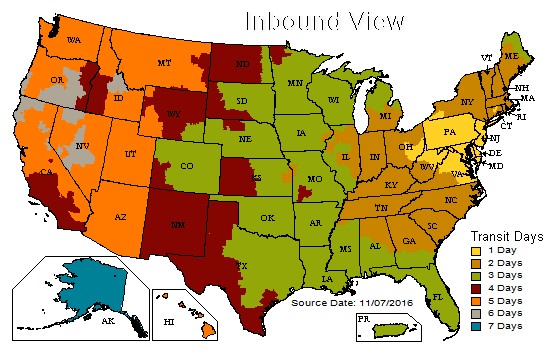 Inbound View
WA
MT
ND
MN
ME
VT
NH
MA
RI
CT
OR
ID
SD
WI
MI
NY
WY
NE
IA
PA
NJ
DE
MD
NV
UT
CO
IL
IN
OH
WV
VA
CA
KS
MO
KY
NC
AZ
NM
OK
AR
TN
SC
TX
LA
MS
AL
GA
FL
AK
HI
PR
Source Date: 11/07/2016
Transit Days
1 Day
2 Days
3 Days
4 Days
5 Days
6 Days
7 Days